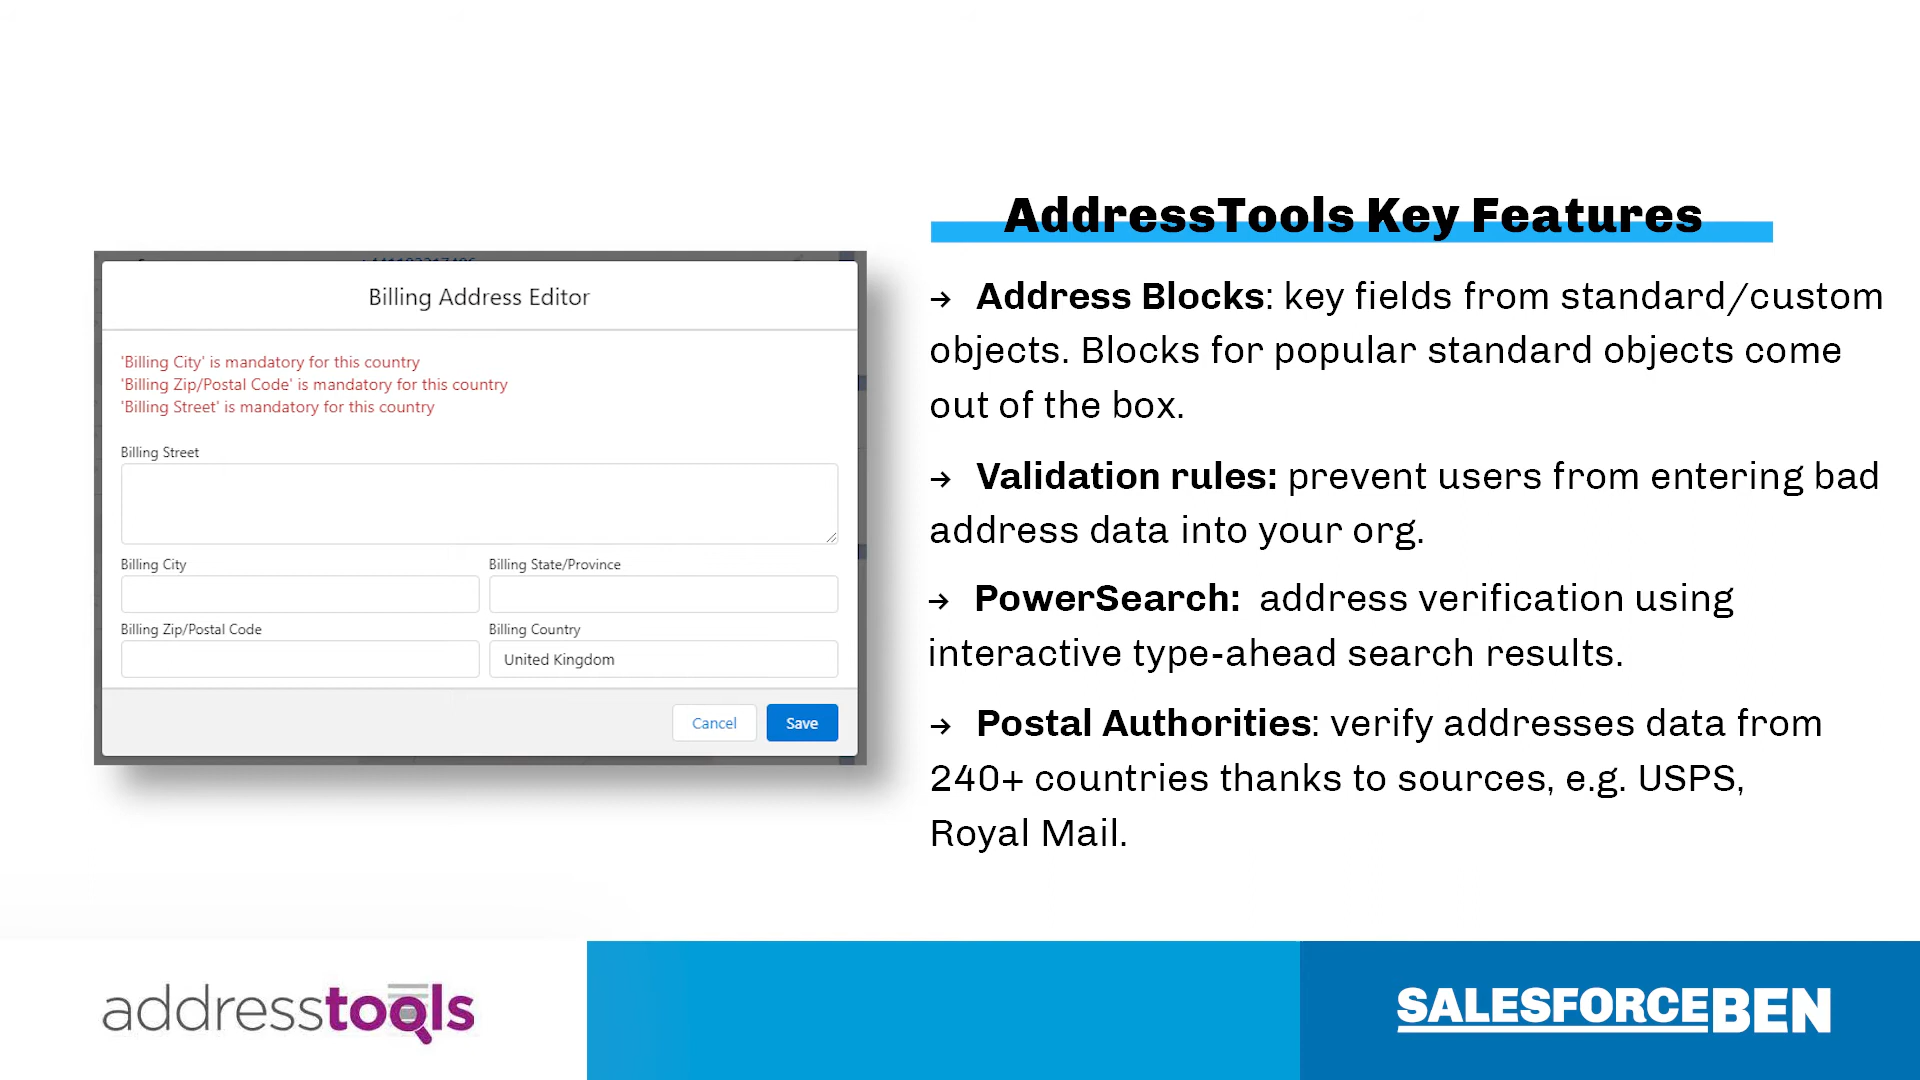 AddressTools Key Features
Billing Address Editor
'Billing City' is mandatory for this country
'Billing Zip/Postal Code' is mandatory for this country
'Billing Street' is mandatory for this country
Billing Street
Billing City
Billing State/Province
Billing Zip/Postal Code
Billing Country
United Kingdom
Cancel
Save
→ Address Blocks: key fields from standard/custom
objects. Blocks for popular standard objects come
out of the box.
→ Validation rules: prevent users from entering bad
address data into your org.
→ PowerSearch: address verification using
interactive type-ahead search results.
→ Postal Authorities: verify addresses data from
240+ countries thanks to sources, e.g. USPS,
Royal Mail.
addresstools
SALESFORCEBEN